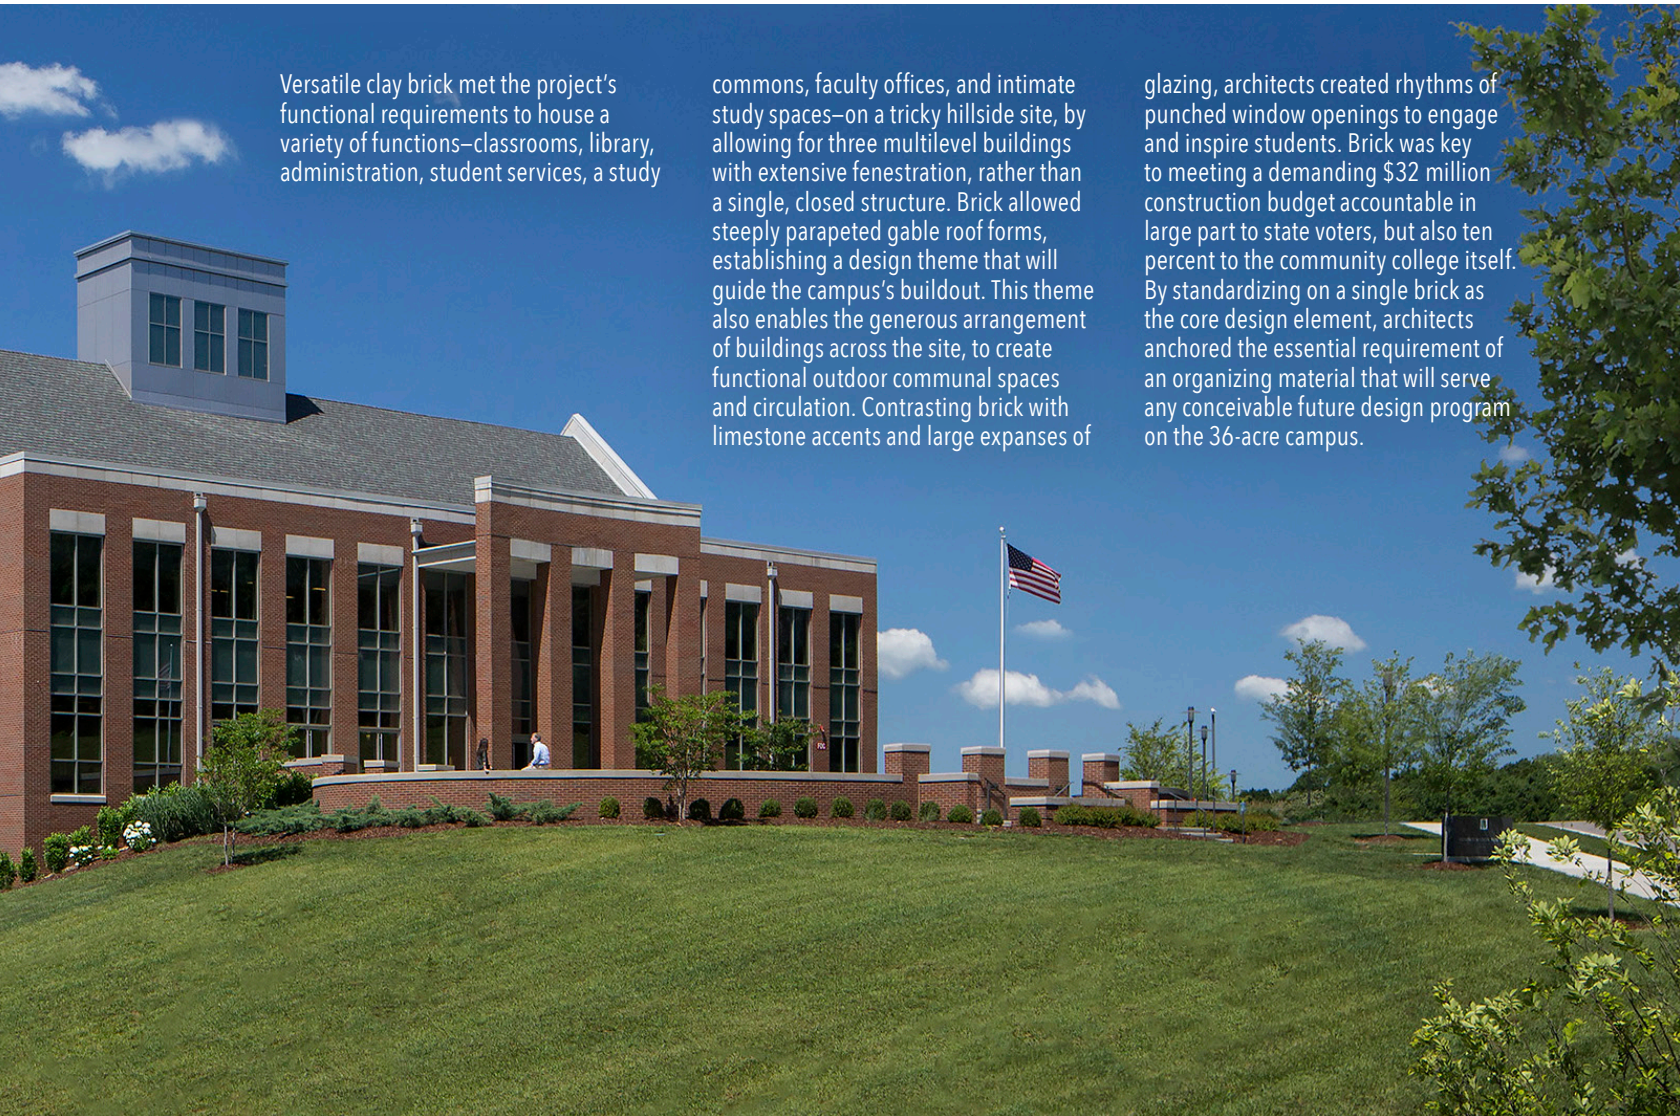 Versatile clay brick met the project's
functional requirements to house a
variety of functions—classrooms, library,
administration, student services, a study
commons, faculty offices, and intimate
study spaces—on a tricky hillside site, by
allowing for three multilevel buildings
with extensive fenestration, rather than
a single, closed structure. Brick allowed
steeply parapeted gable roof forms,
establishing a design theme that will
guide the campus's buildout. This theme
also enables the generous arrangement
of buildings across the site, to create
functional outdoor communal spaces
and circulation. Contrasting brick with
limestone accents and large expanses of
glazing, architects created rhythms of
punched window openings to engage
and inspire students. Brick was key
to meeting a demanding $32 million
construction budget accountable in
large part to state voters, but also ten
percent to the community college itself.
By standardizing on a single brick as
the core design element, architects
anchored the essential requirement of
an organizing material that will serve
any conceivable future design program
on the 36-acre campus.